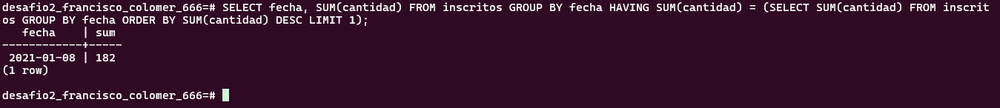 desafio2_francisco_colomer_666=# SELECT fecha, SUM(cantidad) FROM inscritos GROUP BY fecha HAVING SUM(cantidad) = (SELECT SUM(cantidad) FROM inscrit
os GROUP BY fecha ORDER BY SUM(cantidad) DESC LIMIT 1);
   fecha    | sum
------------+-----
 2021-01-08 | 182
(1 row)
desafio2_francisco_colomer_666=#